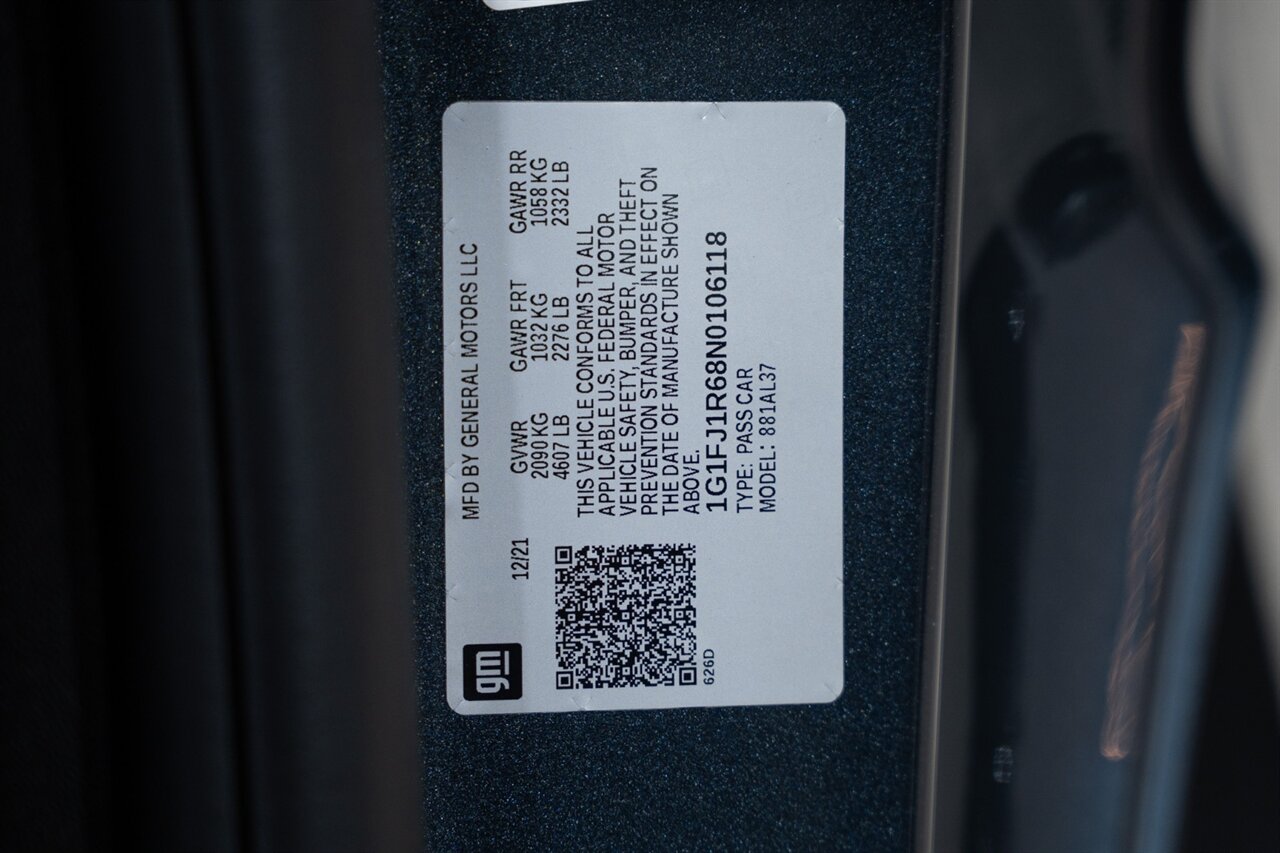 gm
MFD BY GENERAL MOTORS LLC
12/21
GVWR GAWR FRT GAWR RR
2090 KG 1032 KG 1058 KG
4607 LB 2276 LB 2332 LB
THIS VEHICLE CONFORMS TO ALL
APPLICABLE U.S. FEDERAL MOTOR
VEHICLE SAFETY, BUMPER, AND THEFT
PREVENTION STANDARDS IN EFFECT ON
THE DATE OF MANUFACTURE SHOWN
ABOVE.
1G1FJ1R68N0106118
TYPE: PASS CAR
MODEL: 881AL37
626D